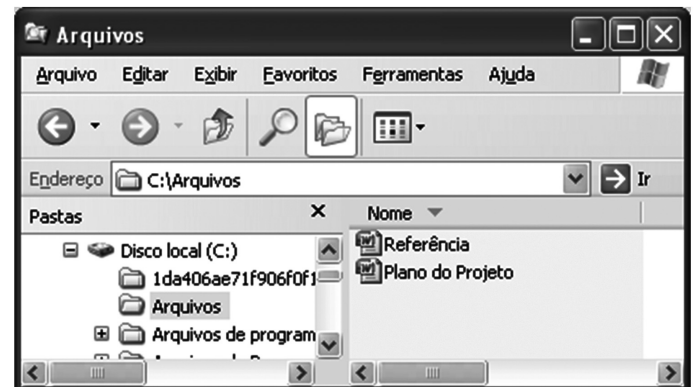 Arquivos
Arquivo Editar Exibir Favoritos Ferramentas Ajuda
Endereço C:\Arquivos Ir
Pastas Nome
Disco local (C:) Referência
1da406ae71f906f0f1 Plano do Projeto
Arquivos
Arquivos de program